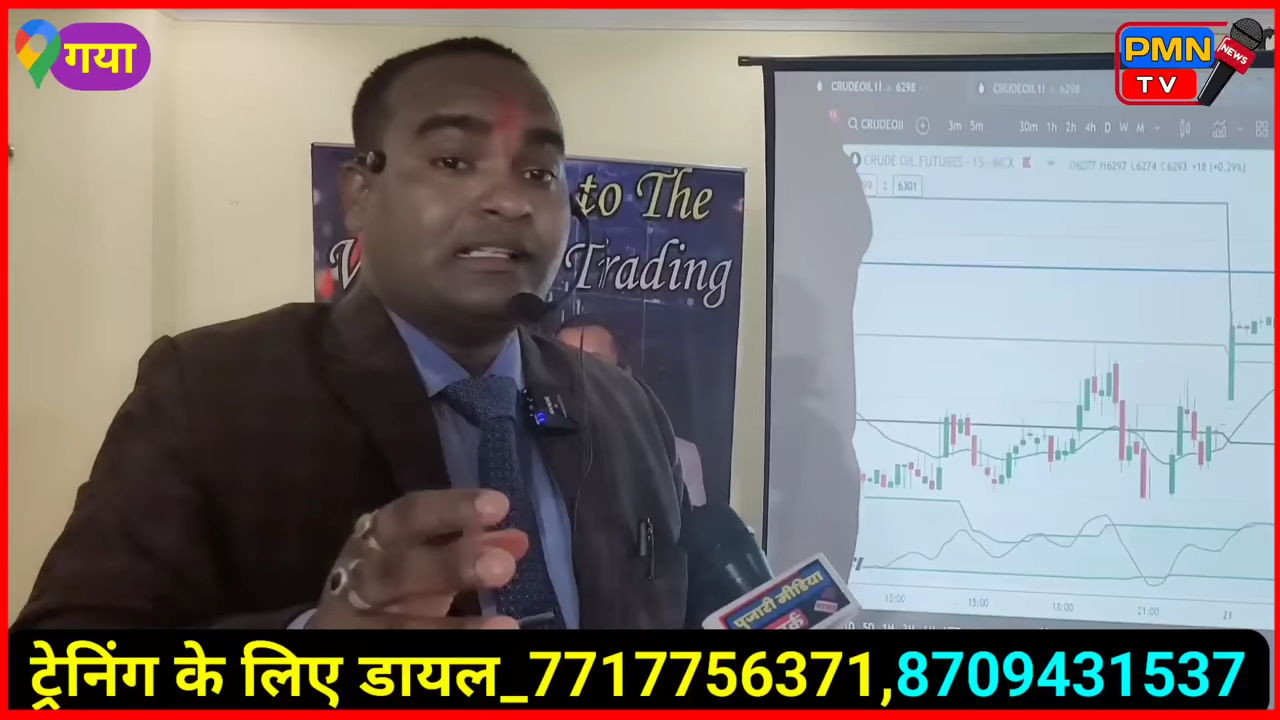 गया
PMN
NEWS
TV
CRUDEOIL1! 6298
CRUDEOIL1! 6298
CRUDEOIL 3m 5m 30m 1h 2h 4h D W M
CRUDE OIL FUTURES · 15 · MCX O6277 H6297 L6274 C6293 +18 (+0.29%)
6301
to The
Trading
12:00 15:00 18:00 21:00 21
पुजारी मीडिया
ट्रेनिंग के लिए डायल_7717756371,8709431537